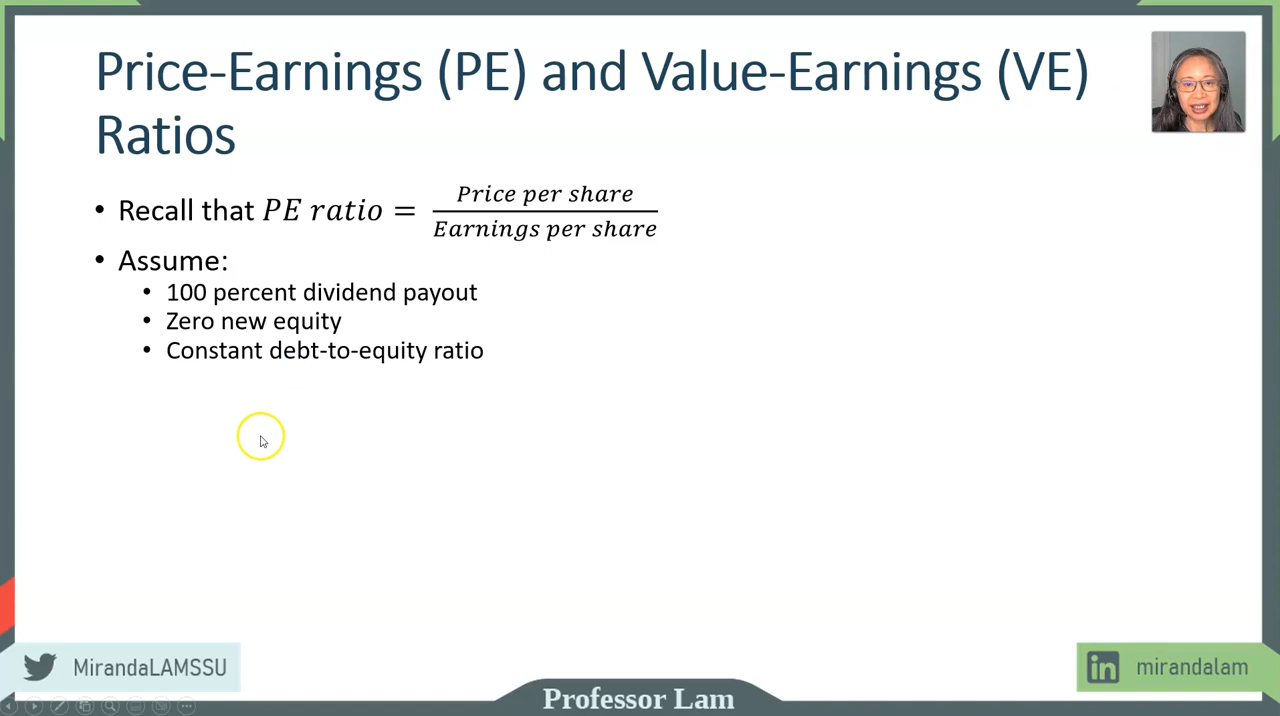 Price-Earnings (PE) and Value-Earnings (VE)
Ratios
• Recall that PE ratio = Price per share / Earnings per share
• Assume:
• 100 percent dividend payout
• Zero new equity
• Constant debt-to-equity ratio
MirandaLAMSSU
in mirandalam
Professor Lam